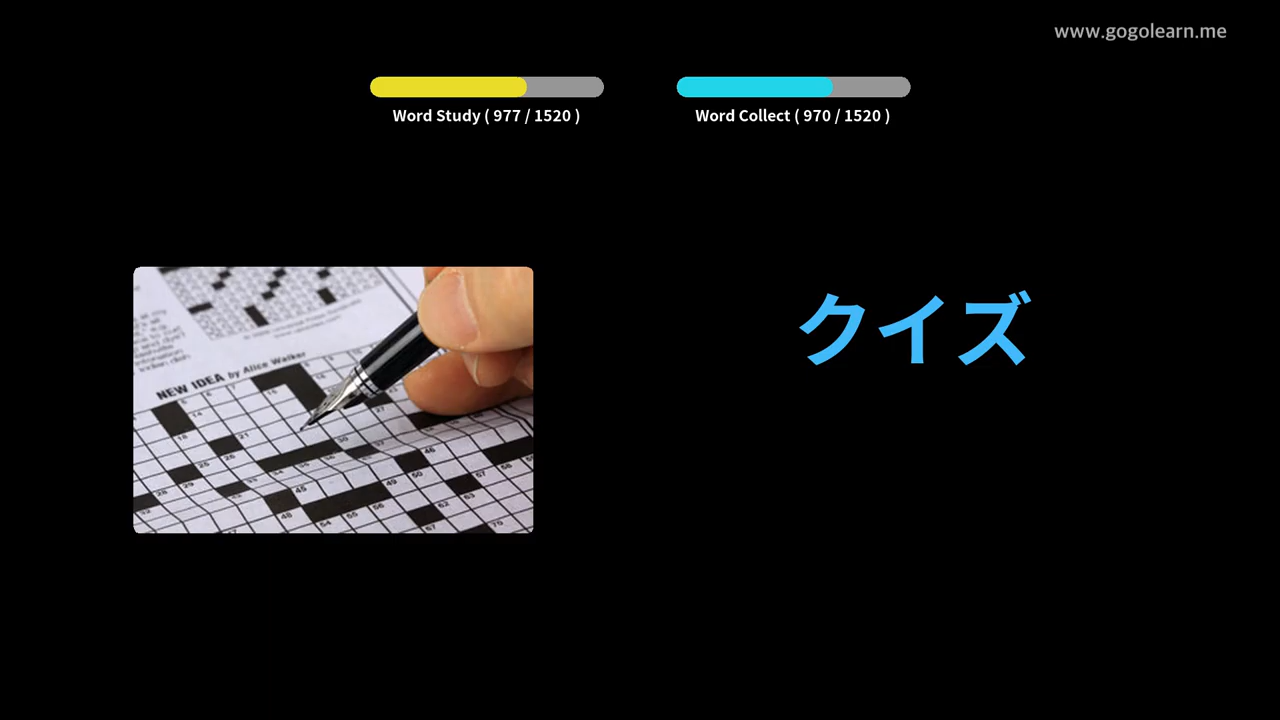 www.gogolearn.me
Word Study ( 977 / 1520 )
Word Collect ( 970 / 1520 )
クイズ
NEW IDEA by Alice Walker